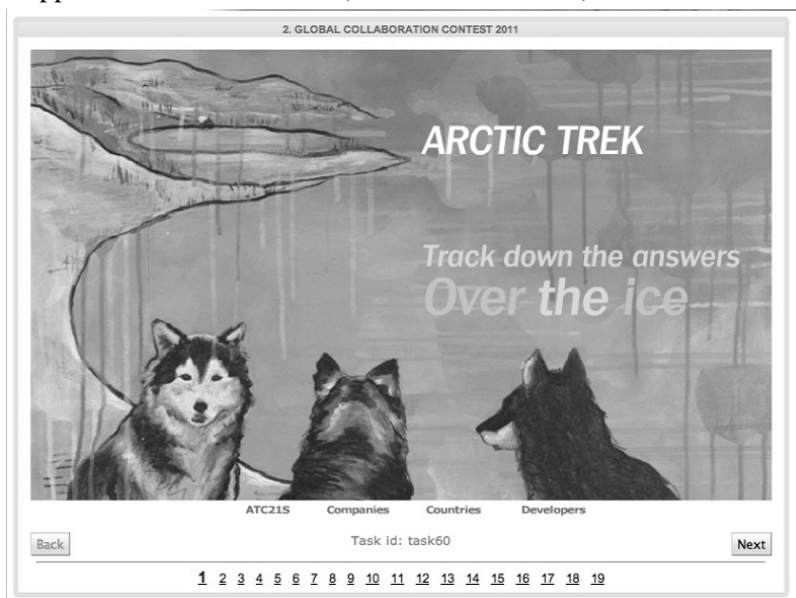 2. GLOBAL COLLABORATION CONTEST 2011
ARCTIC TREK
Track down the answers
Over the ice
ATC21S Companies Countries Developers
Back Task id: task60 Next
1 2 3 4 5 6 7 8 9 10 11 12 13 14 15 16 17 18 19